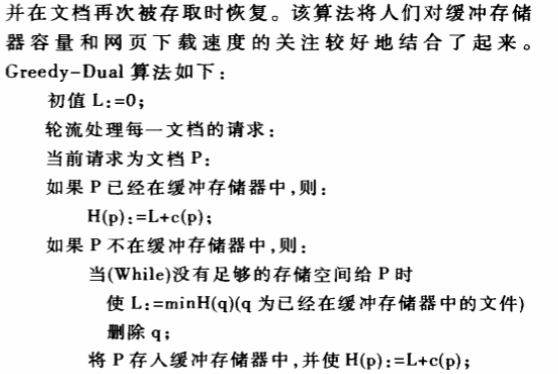 并在文档再次被存取时恢复。该算法将人们对缓冲存储
器容量和网页下载速度的关注较好地结合了起来。
Greedy-Dual 算法如下：
初值 L:=0;
轮流处理每一文档的请求：
当前请求为文档 P:
如果 P 已经在缓冲存储器中,则：
H(p):=L+c(p);
如果 P 不在缓冲存储器中,则：
当(While)没有足够的存储空间给 P 时
使 L:=minH(q)(q 为已经在缓冲存储器中的文件)
删除 q;
将 P 存人缓冲存储器中,并使 H(p):=L+c(p);